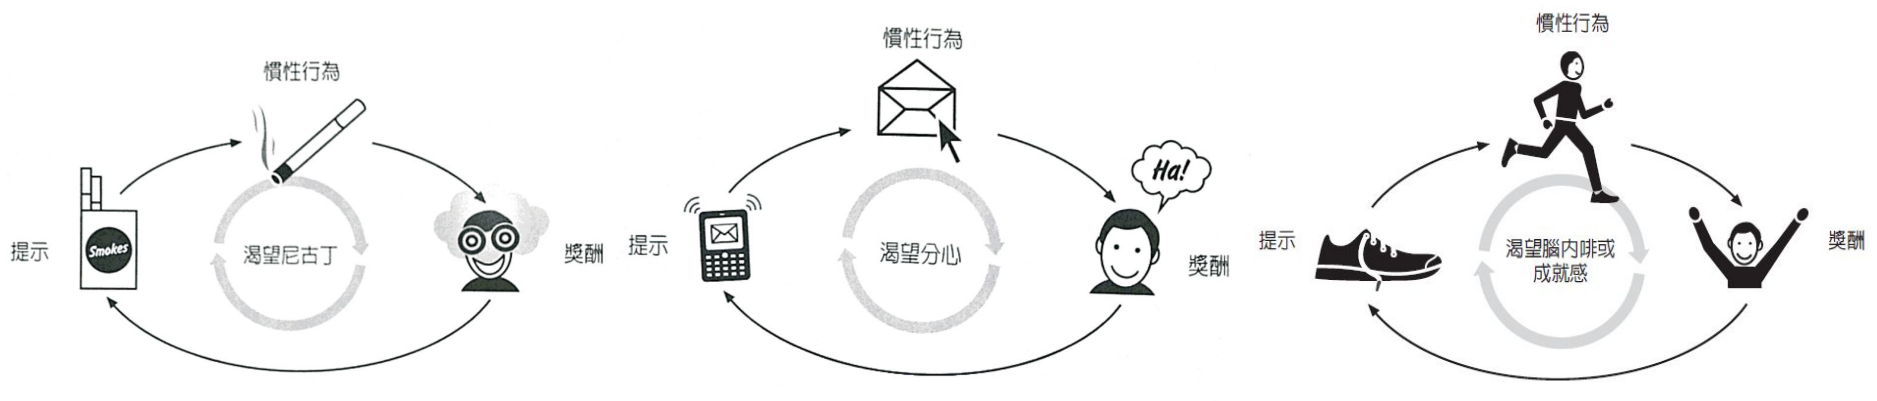 慣性行為
提示
Smokes
渴望尼古丁
獎酬
慣性行為
提示
渴望分心
Ha!
獎酬
慣性行為
提示
渴望腦內啡或
成就感
獎酬